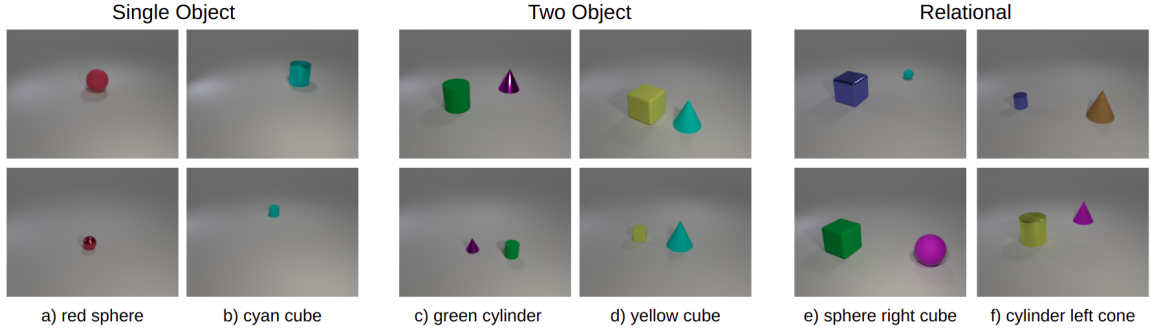 Single Object
Two Object
Relational
a) red sphere
b) cyan cube
c) green cylinder
d) yellow cube
e) sphere right cube
f) cylinder left cone